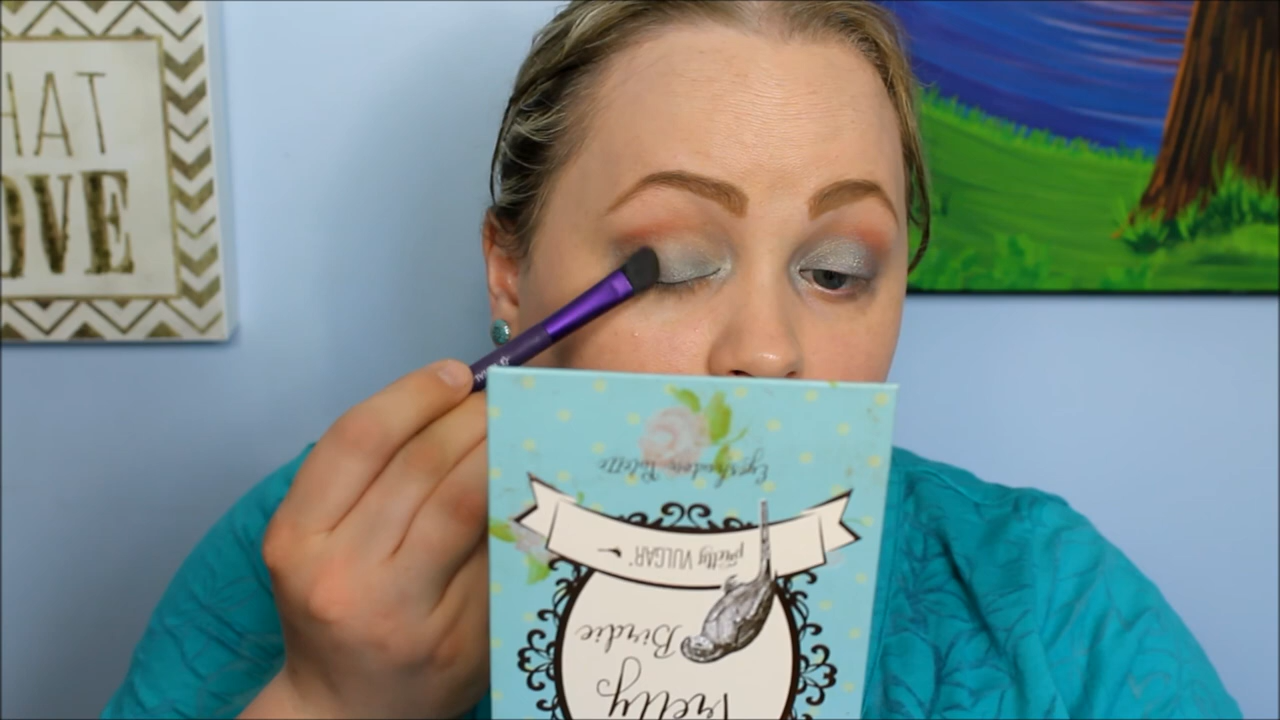 HAT
OVE
Pretty
Birdie
pretty VULGAR
Eyeshadow Palette